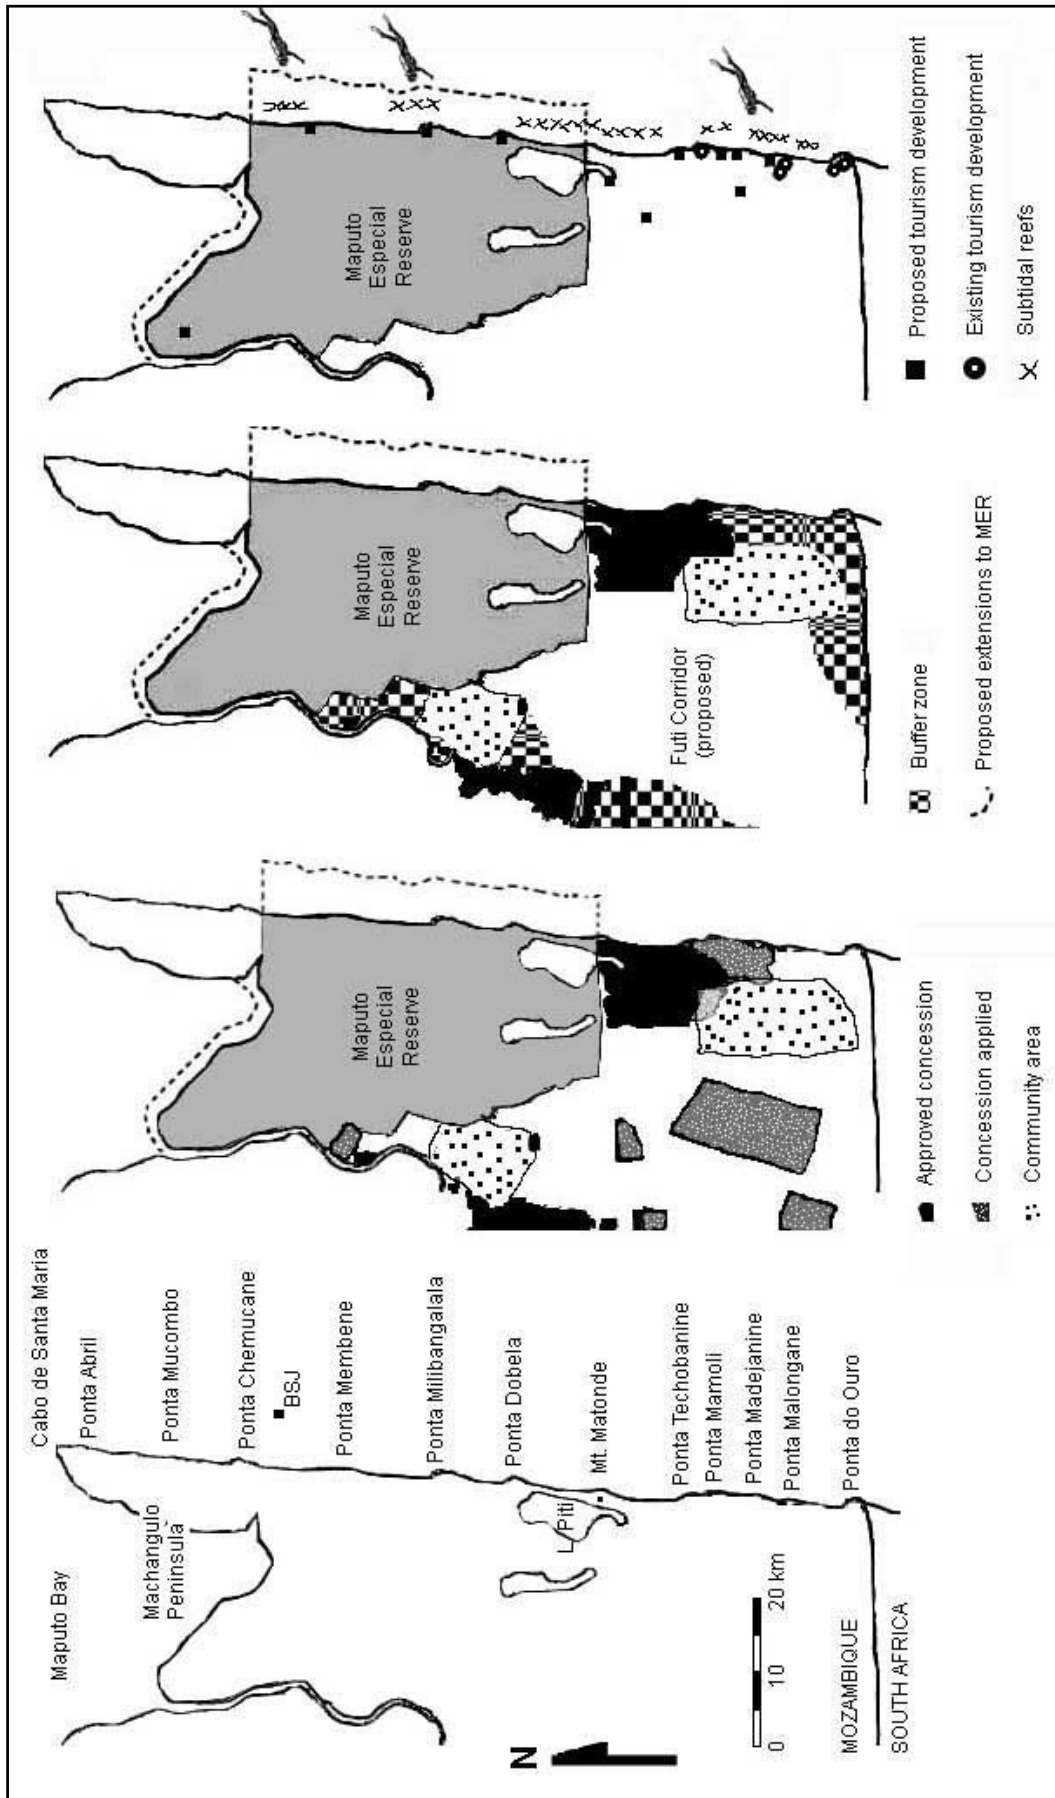 Maputo Bay
Machangulo
Peninsula
Cabo de Santa Maria
Ponta Abril
Ponta Mucombo
Ponta Chemucane
BSJ
Ponta Membene
Ponta Milibangalala
Ponta Dobela
L. Piti
Mt. Matonde
Ponta Techobanine
Ponta Mamoli
Ponta Madejanine
Ponta Malongane
Ponta do Ouro
N
0
10
20 km
MOZAMBIQUE
SOUTH AFRICA
Maputo
Especial
Reserve
Approved concession
Concession applied
Community area
Maputo
Especial
Reserve
Futi Corridor
(proposed)
Buffer zone
Proposed extensions to MER
Maputo
Especial
Reserve
Proposed tourism development
Existing tourism development
Subtidal reefs